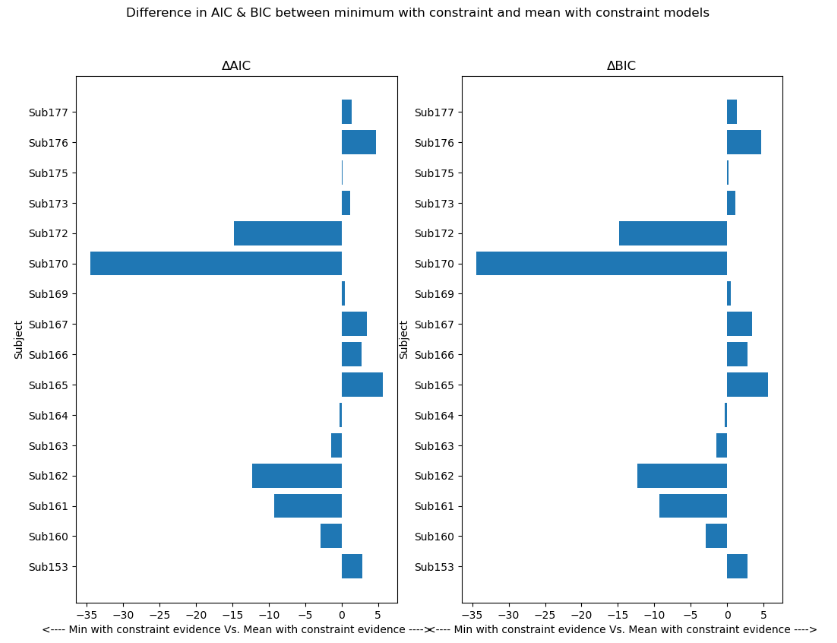 Difference in AIC & BIC between minimum with constraint and mean with constraint models
ΔAIC
Subject
Sub177
Sub176
Sub175
Sub173
Sub172
Sub170
Sub169
Sub167
Sub166
Sub165
Sub164
Sub163
Sub162
Sub161
Sub160
Sub153
−35 −30 −25 −20 −15 −10 −5 0 5
<---- Min with constraint evidence Vs. Mean with constraint evidence ---->
ΔBIC
Subject
Sub177
Sub176
Sub175
Sub173
Sub172
Sub170
Sub169
Sub167
Sub166
Sub165
Sub164
Sub163
Sub162
Sub161
Sub160
Sub153
−35 −30 −25 −20 −15 −10 −5 0 5
<---- Min with constraint evidence Vs. Mean with constraint evidence ---->